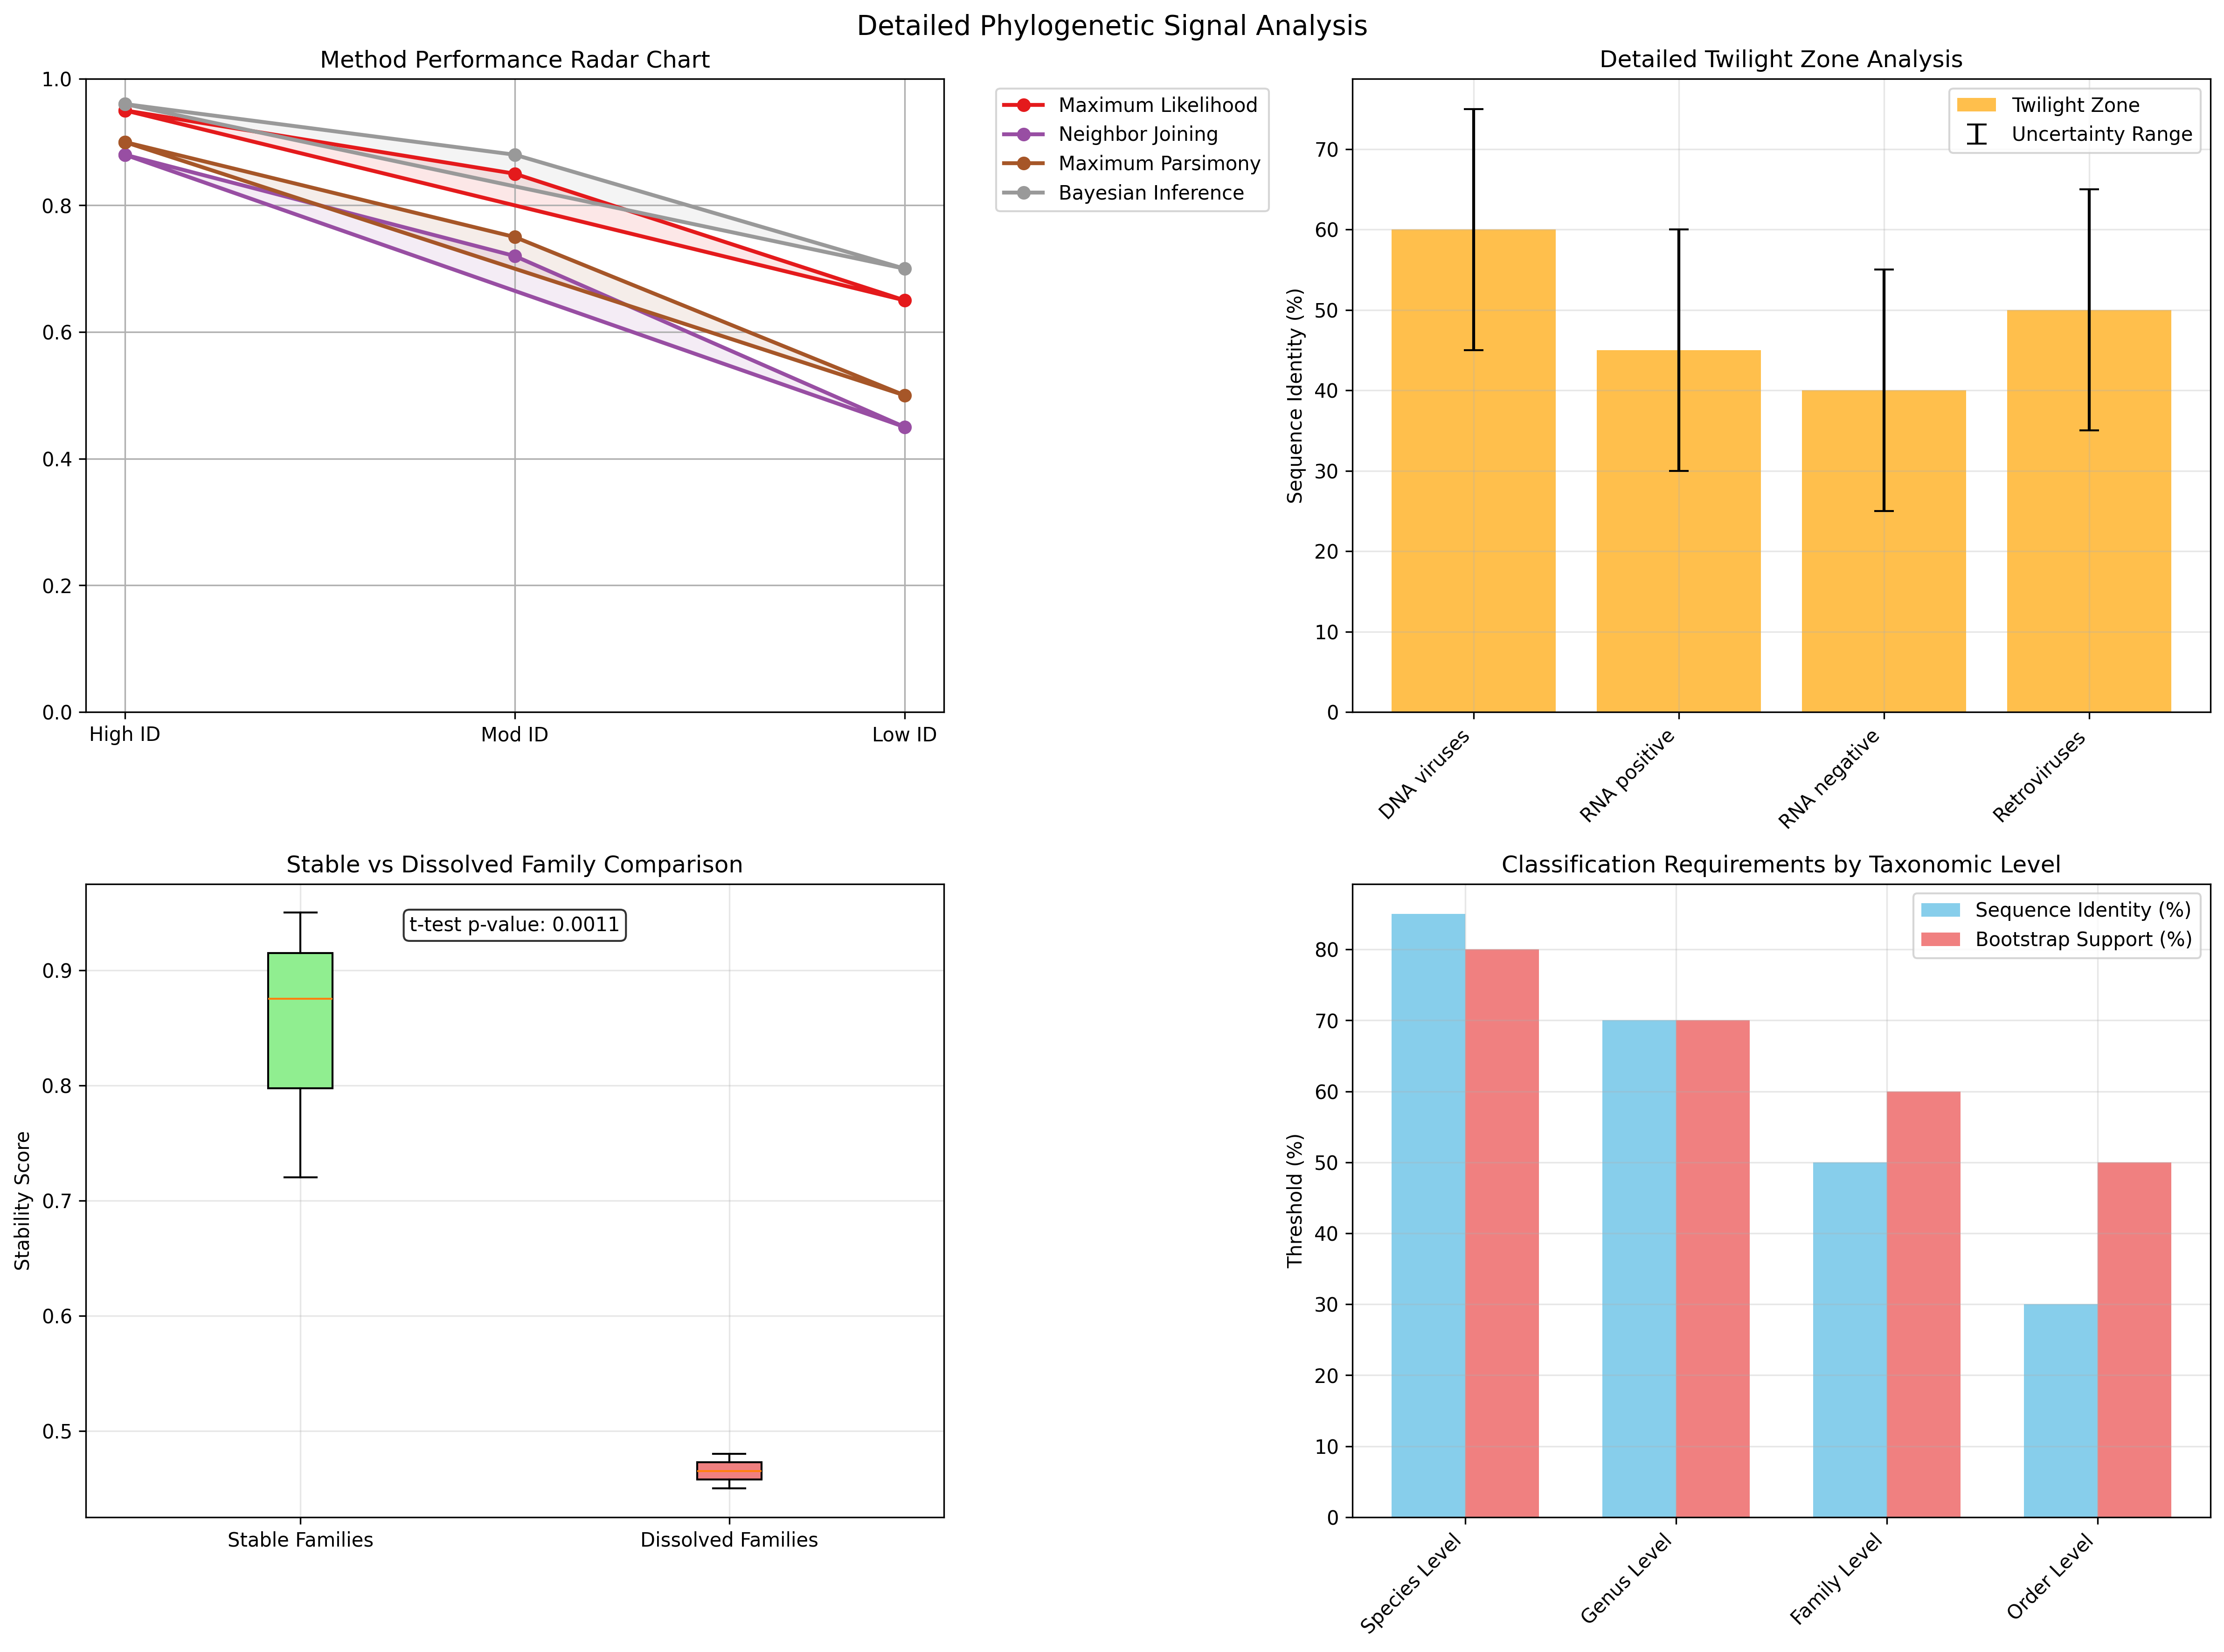 Detailed Phylogenetic Signal Analysis
Method Performance Radar Chart
1.0
0.8
0.6
0.4
0.2
0.0
High ID
Mod ID
Low ID
Maximum Likelihood
Neighbor Joining
Maximum Parsimony
Bayesian Inference
Detailed Twilight Zone Analysis
Sequence Identity (%)
70
60
50
40
30
20
10
0
Twilight Zone
Uncertainty Range
DNA viruses
RNA positive
RNA negative
Retroviruses
Stable vs Dissolved Family Comparison
Stability Score
0.9
0.8
0.7
0.6
0.5
t-test p-value: 0.0011
Stable Families
Dissolved Families
Classification Requirements by Taxonomic Level
Threshold (%)
80
70
60
50
40
30
20
10
0
Sequence Identity (%)
Bootstrap Support (%)
Species Level
Genus Level
Family Level
Order Level